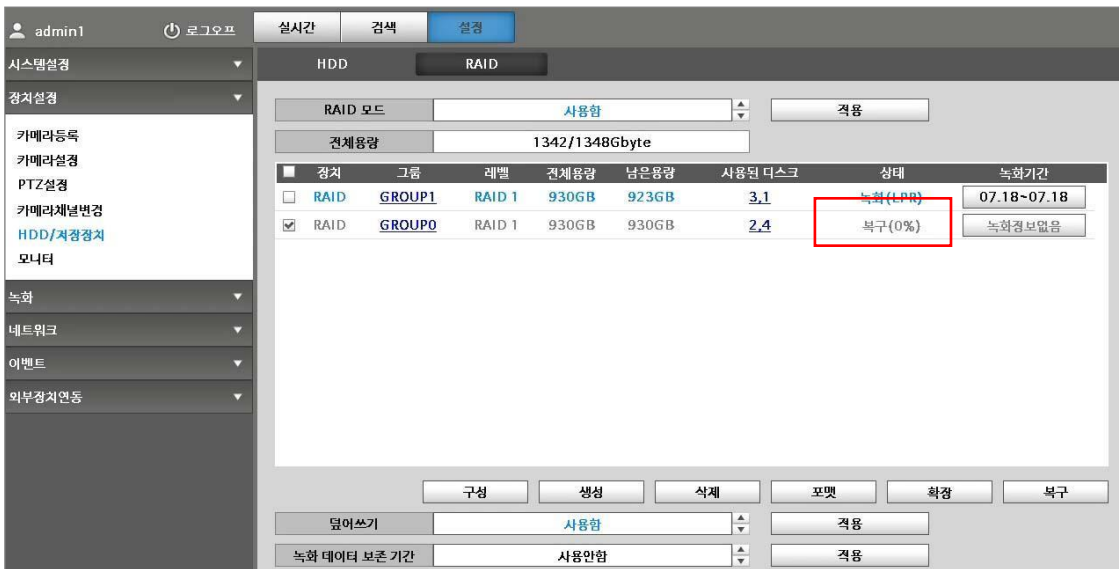 admin1 로그오프 실시간 검색 설정
시스템설정
HDD RAID
장치설정
RAID 모드 사용함 적용
카메라등록
전체용량 1342/1348Gbyte
카메라설정
장치 그룹 레벨 전체용량 남은용량 사용된 디스크 상태 녹화기간
PTZ설정
RAID GROUP1 RAID 1 930GB 923GB 3,1 녹화(LPR) 07.18~07.18
카메라채널변경
RAID GROUP0 RAID 1 930GB 930GB 2,4 복구(0%) 녹화정보없음
HDD/저장장치
모니터
녹화
네트워크
이벤트
외부장치연동
구성 생성 삭제 포맷 확장 복구
덮어쓰기 사용함 적용
녹화 데이터 보존 기간 사용안함 적용